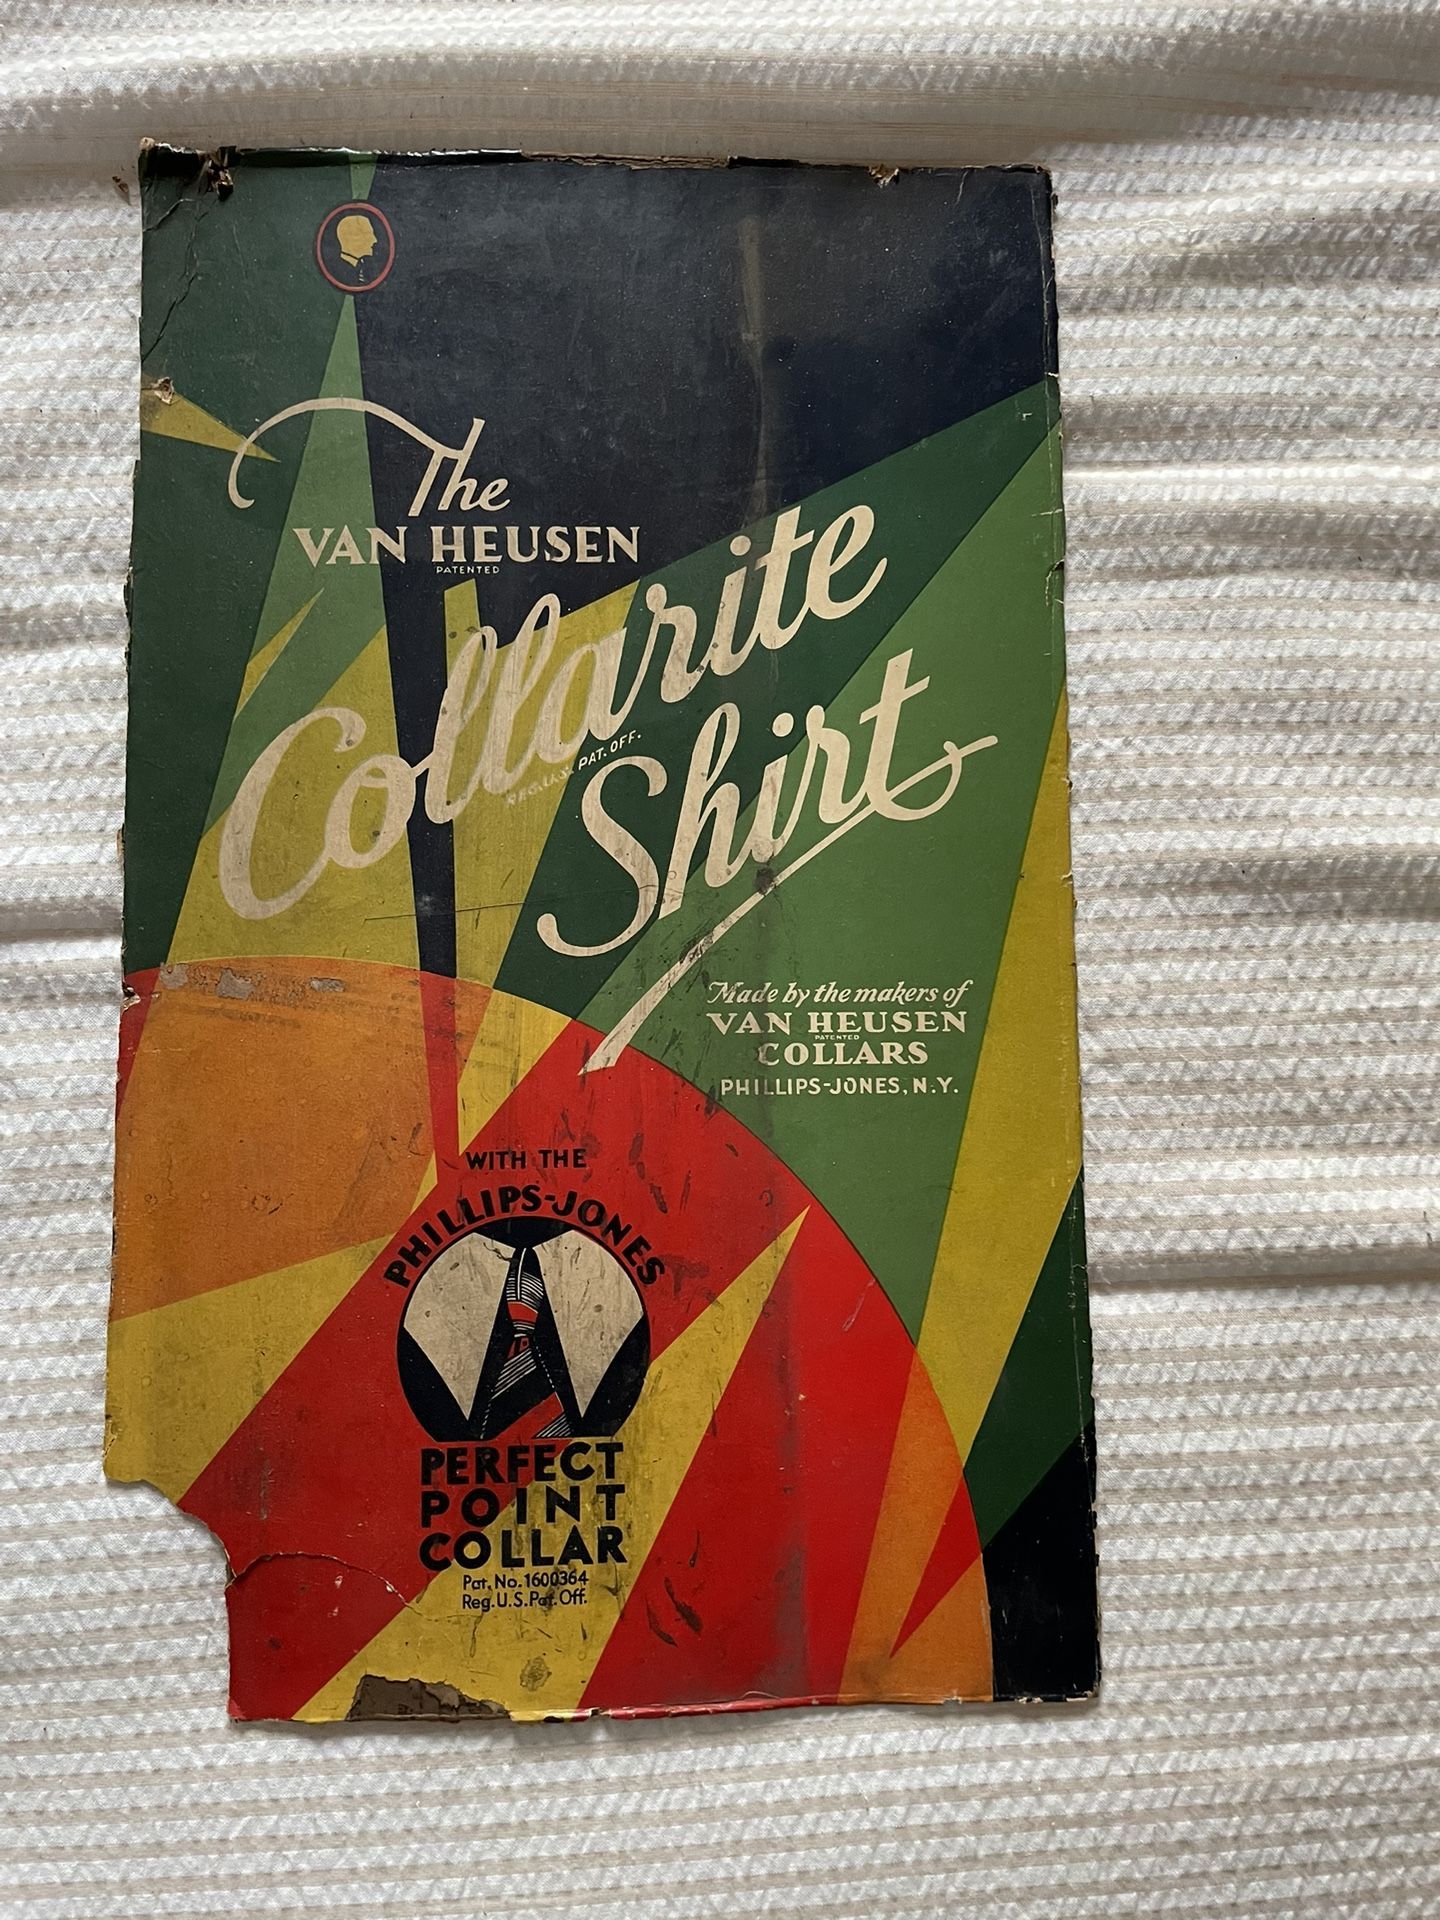 The
VAN HEUSEN
PATENTED
Collarite
REG. U.S. PAT. OFF.
Shirt
Made by the makers of
VAN HEUSEN
PATENTED
COLLARS
PHILLIPS-JONES, N.Y.
WITH THE
PHILLIPS-JONES
PERFECT
POINT
COLLAR
Pat. No. 1600364
Reg. U.S. Pat. Off.